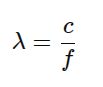 λ = c/f